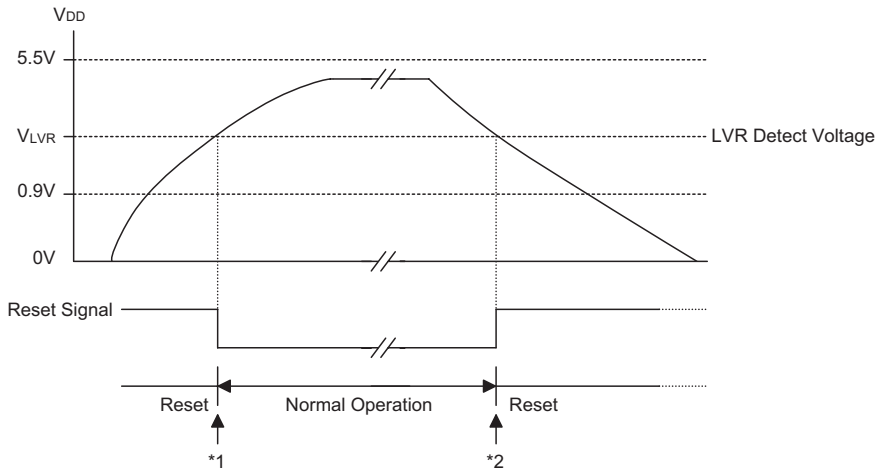 VDD
5.5V
VLVR
LVR Detect Voltage
0.9V
0V
Reset Signal
Reset
Normal Operation
Reset
*1
*2